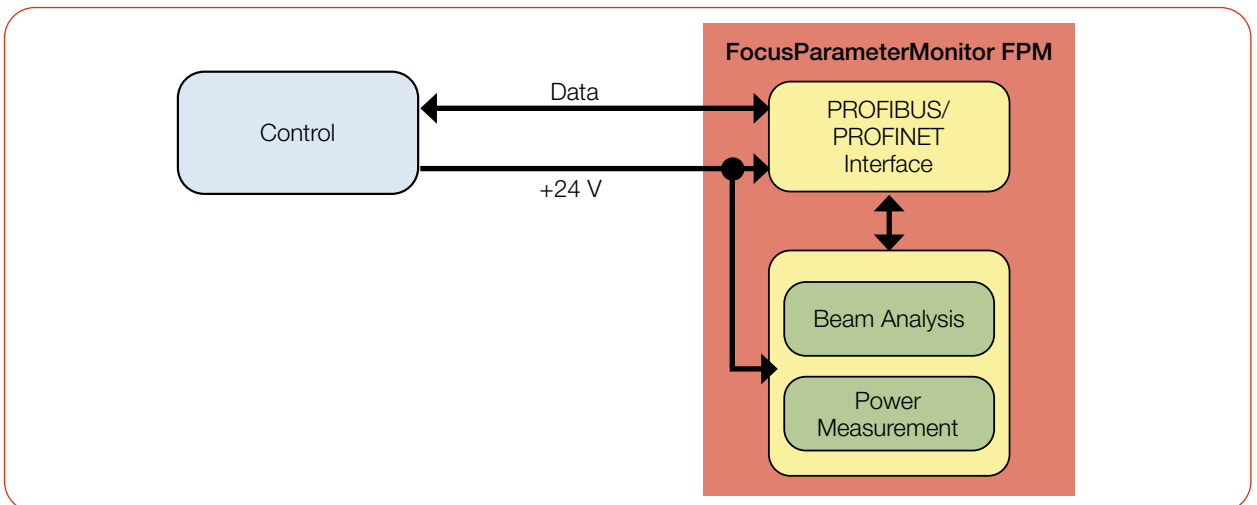 FocusParameterMonitor FPM
Control
Data
+24 V
PROFIBUS/
PROFINET
Interface
Beam Analysis
Power
Measurement